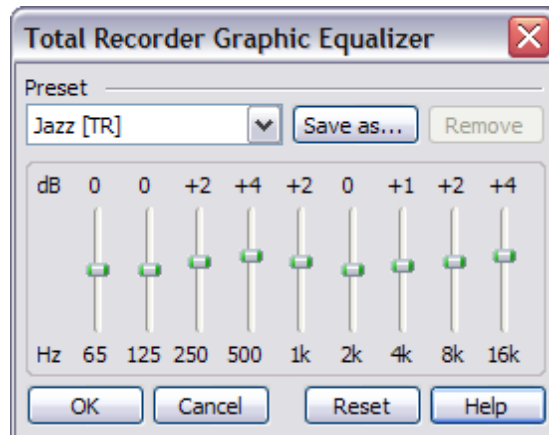 Total Recorder Graphic Equalizer
Preset
Jazz [TR] Save as... Remove
dB 0 0 +2 +4 +2 0 +1 +2 +4
Hz 65 125 250 500 1k 2k 4k 8k 16k
OK Cancel Reset Help